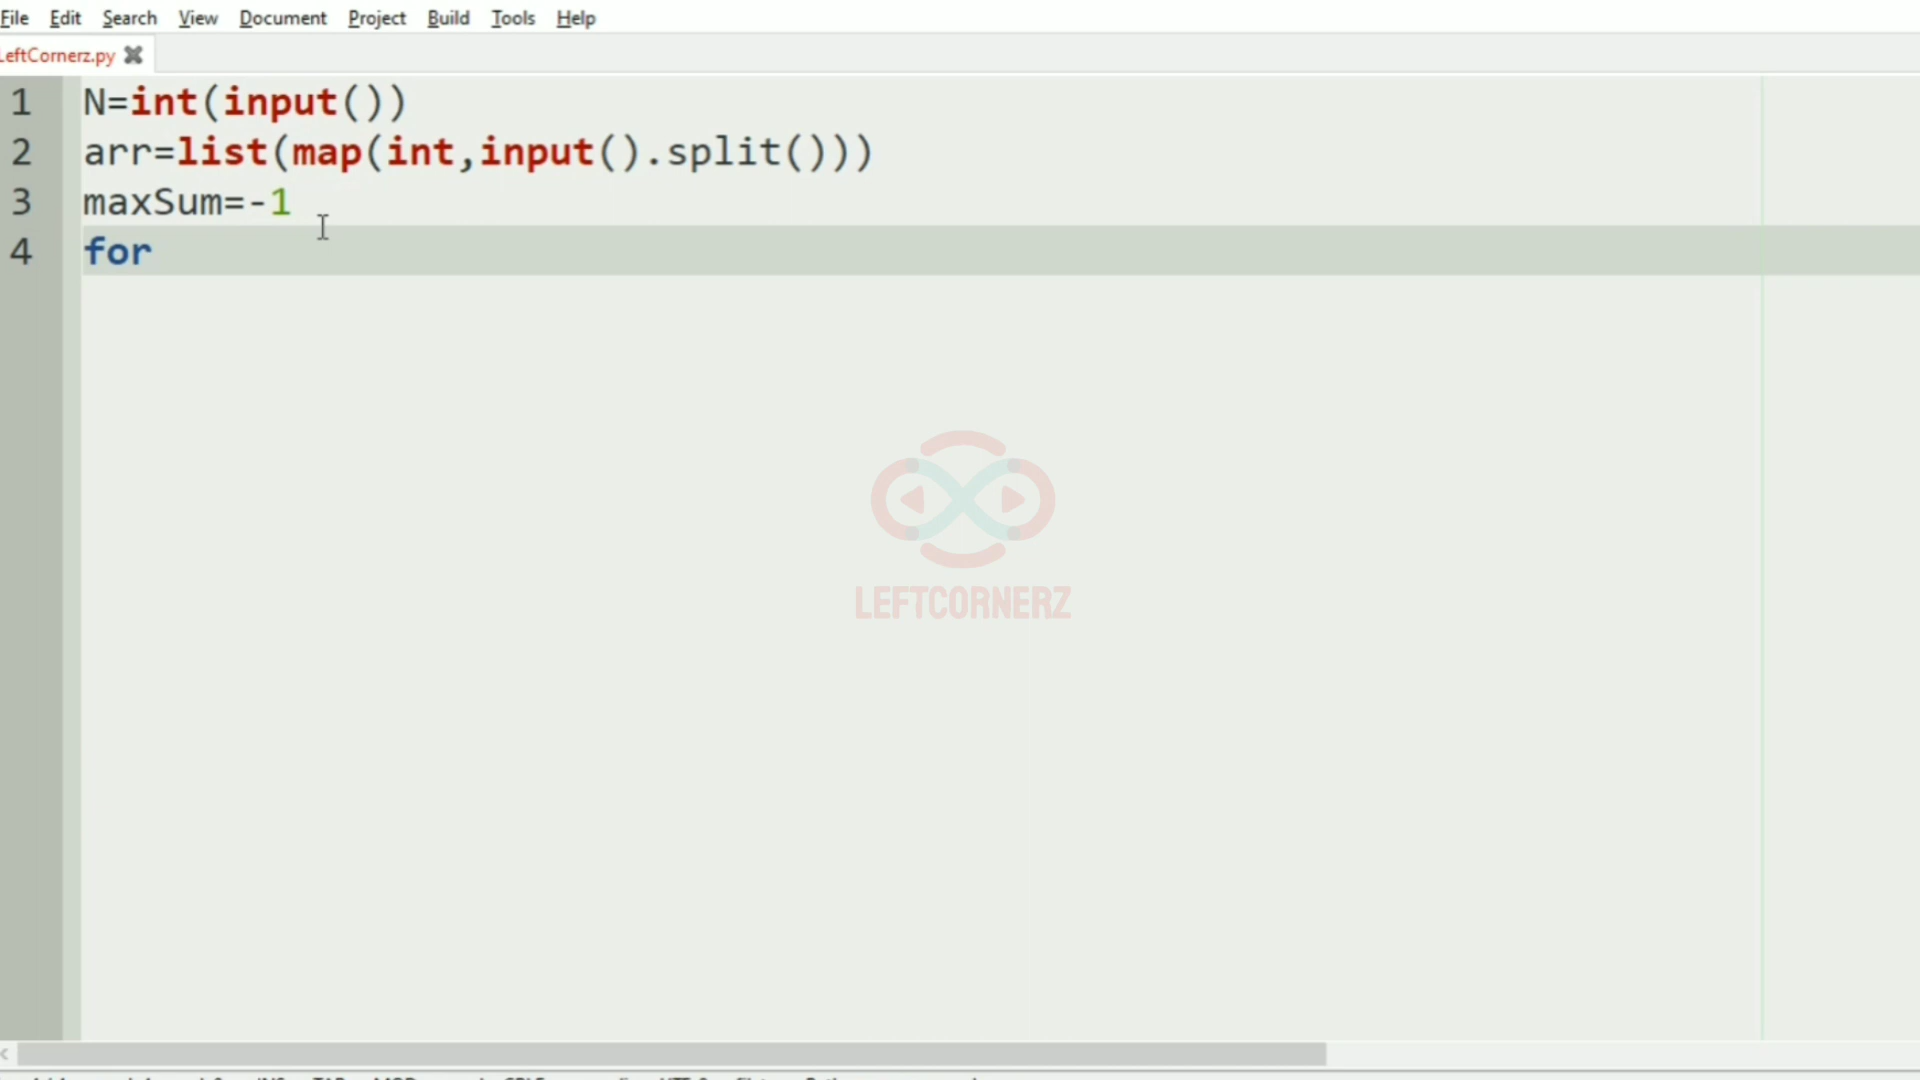 File Edit Search View Document Project Build Tools Help
LeftCornerz.py
1 N=int(input())
2 arr=list(map(int,input().split()))
3 maxSum=-1
4 for
LEFTCORNERZ